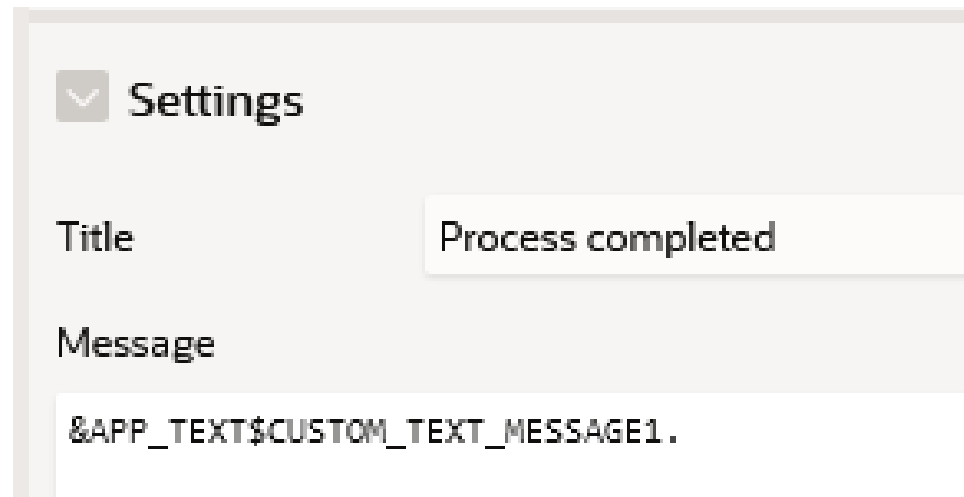 Settings
Title
Process completed
Message
&APP_TEXT$CUSTOM_TEXT_MESSAGE1.